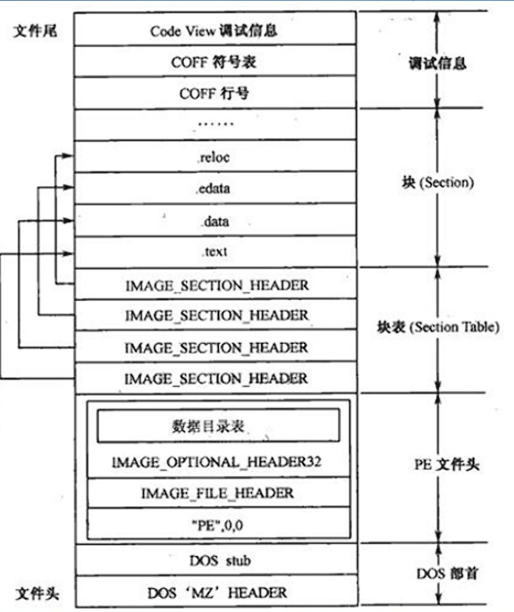 文件尾
Code View 调试信息
COFF 符号表
COFF 行号
调试信息
......
.reloc
.edata
.data
.text
块 (Section)
IMAGE_SECTION_HEADER
IMAGE_SECTION_HEADER
IMAGE_SECTION_HEADER
IMAGE_SECTION_HEADER
块表 (Section Table)
数据目录表
IMAGE_OPTIONAL_HEADER32
IMAGE_FILE_HEADER
"PE",0,0
PE 文件头
DOS stub
DOS 部首
文件头
DOS ‘MZ’ HEADER